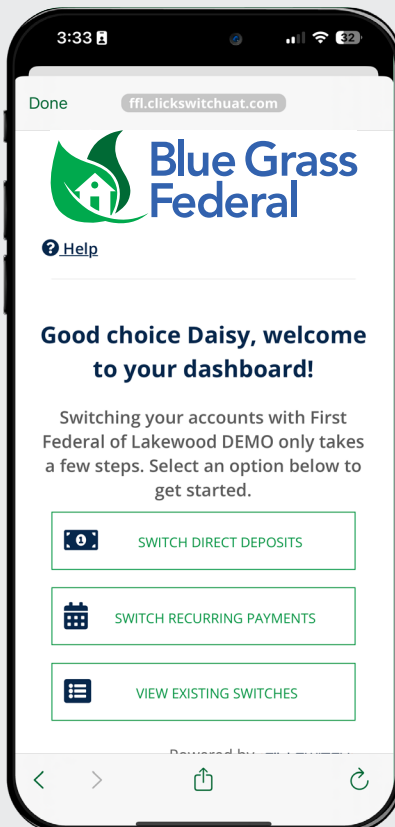 3:33
32
Done
ffl.clickswitchuat.com
Blue Grass
Federal
Help
Good choice Daisy, welcome
to your dashboard!
Switching your accounts with First
Federal of Lakewood DEMO only takes
a few steps. Select an option below to
get started.
SWITCH DIRECT DEPOSITS
SWITCH RECURRING PAYMENTS
VIEW EXISTING SWITCHES
Powered by